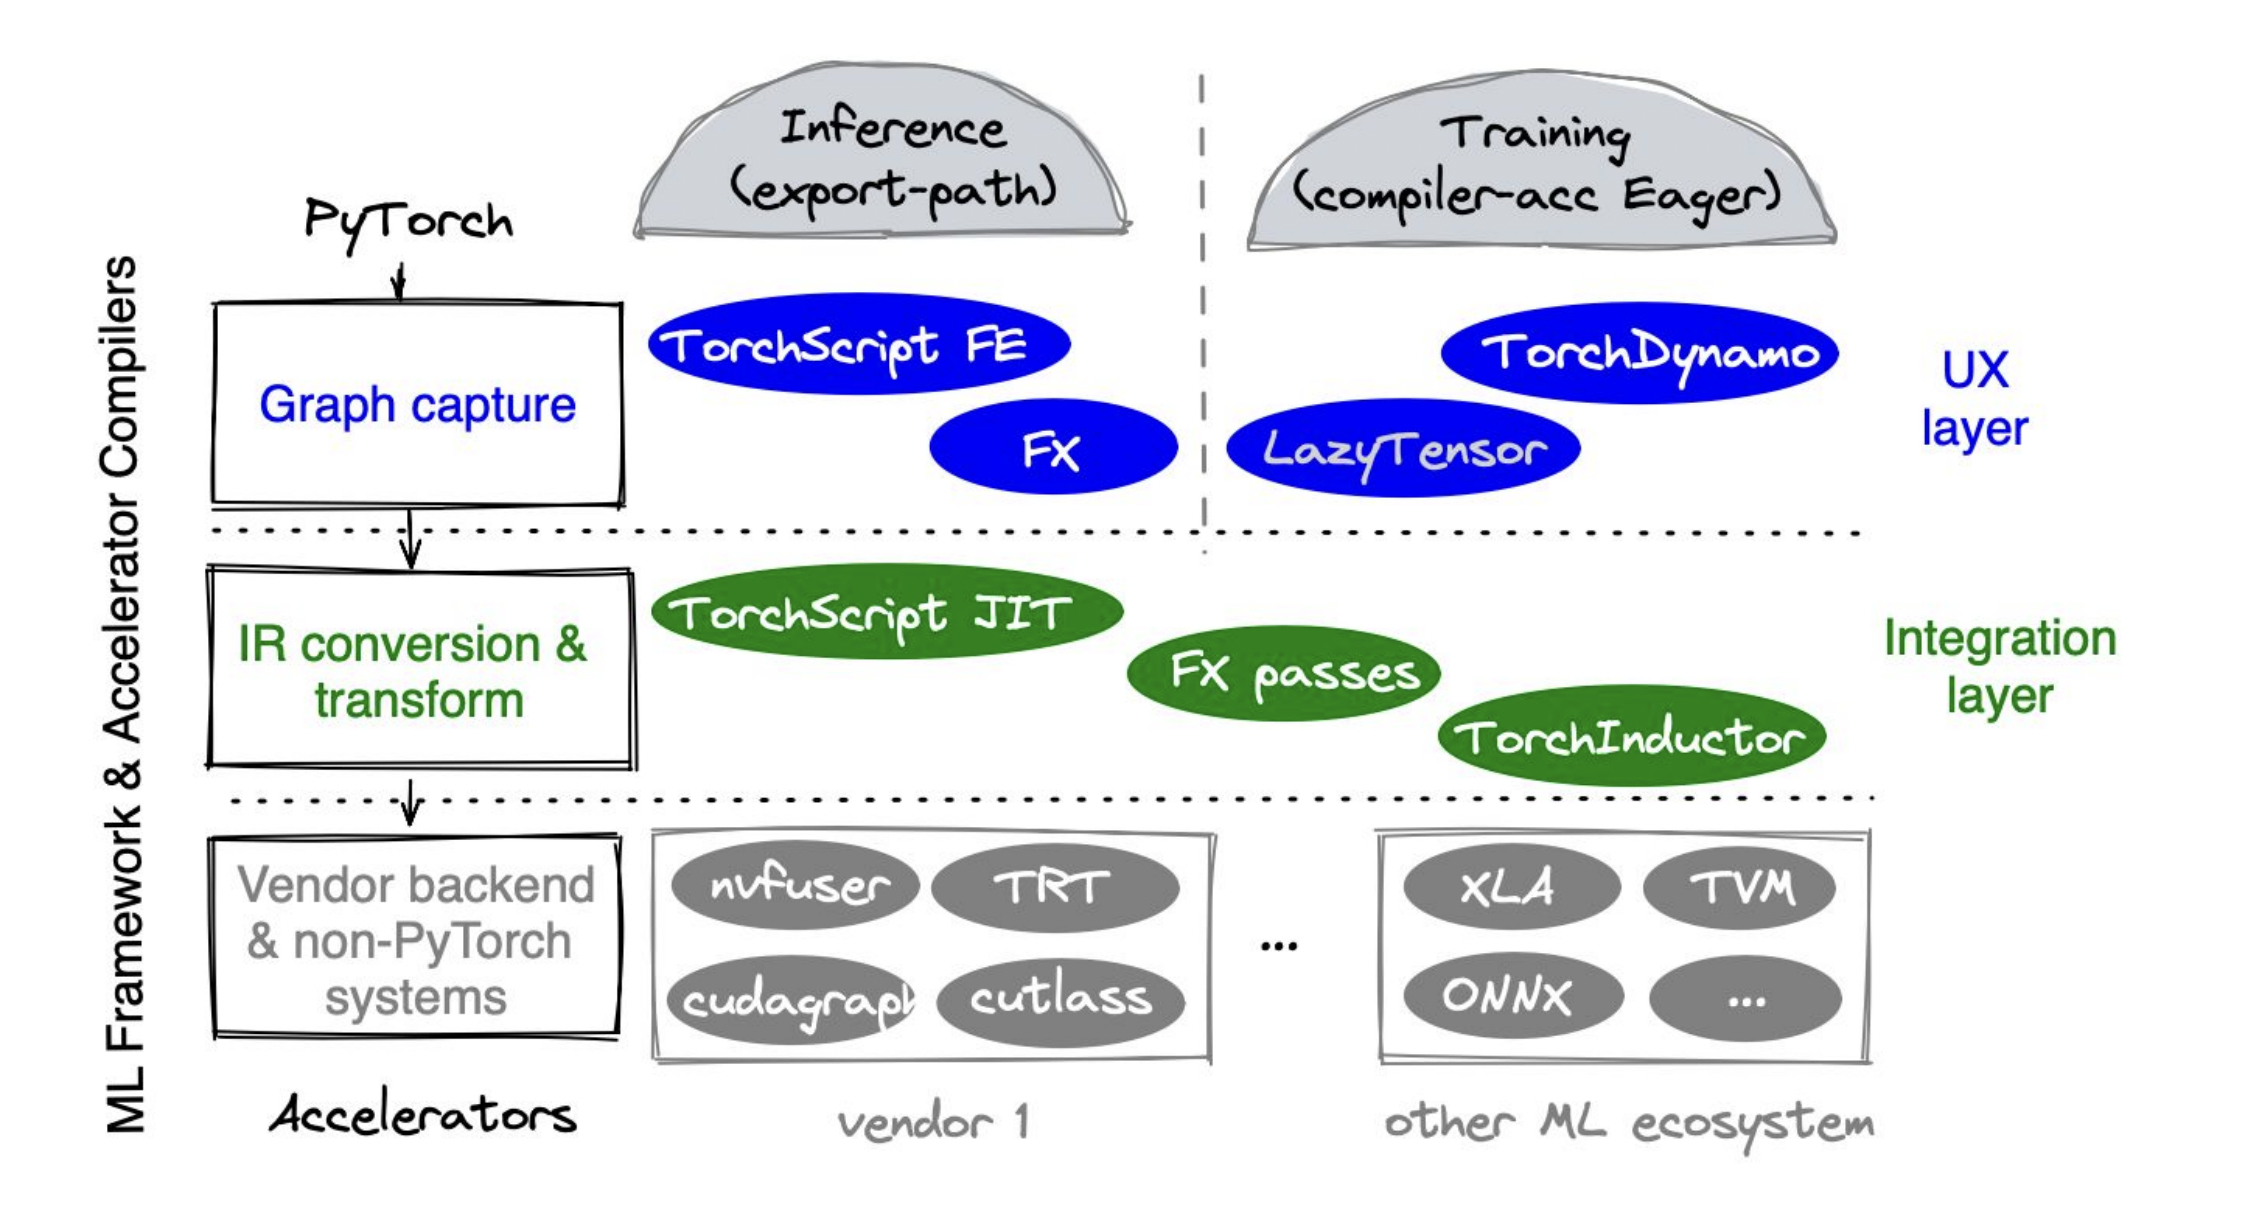 ML Framework & Accelerator Compilers
PyTorch
Inference
(export-path)
Training
(compiler-acc Eager)
Graph capture
TorchScript FE
FX
TorchDynamo
LazyTensor
UX
layer
IR conversion &
transform
TorchScript JIT
FX passes
TorchInductor
Integration
layer
Vendor backend
& non-PyTorch
systems
nvfuser
TRT
cudagraph
cutlass
...
XLA
TVM
ONNX
...
Accelerators
vendor 1
other ML ecosystem